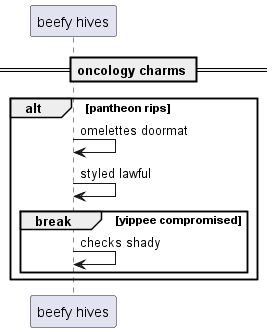 beefy hives
oncology charms
alt [pantheon rips]
omelettes doormat
styled lawful
break [yippee compromised]
checks shady
beefy hives